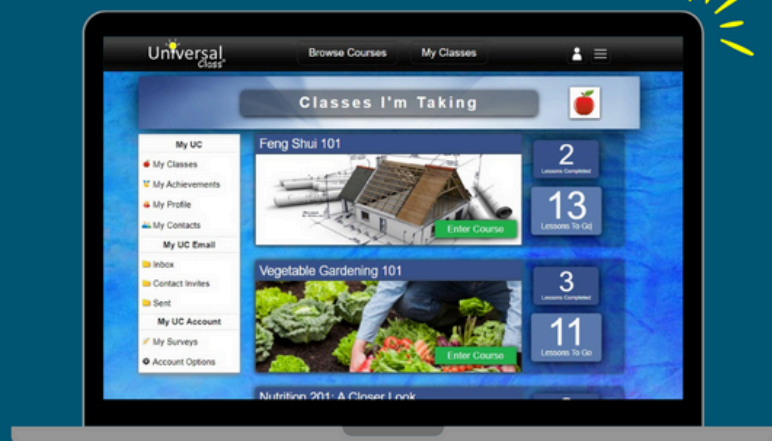 Universal
Class
Browse Courses
My Classes
Classes I'm Taking
My UC
My Classes
My Achievements
My Profile
My Contacts
My UC Email
Inbox
Contact Invites
Sent
My UC Account
My Surveys
Account Options
Feng Shui 101
Enter Course
2
Lessons Completed
13
Lessons To Go
Vegetable Gardening 101
Enter Course
3
Lessons Completed
11
Lessons To Go
Nutrition 201: A Closer Look